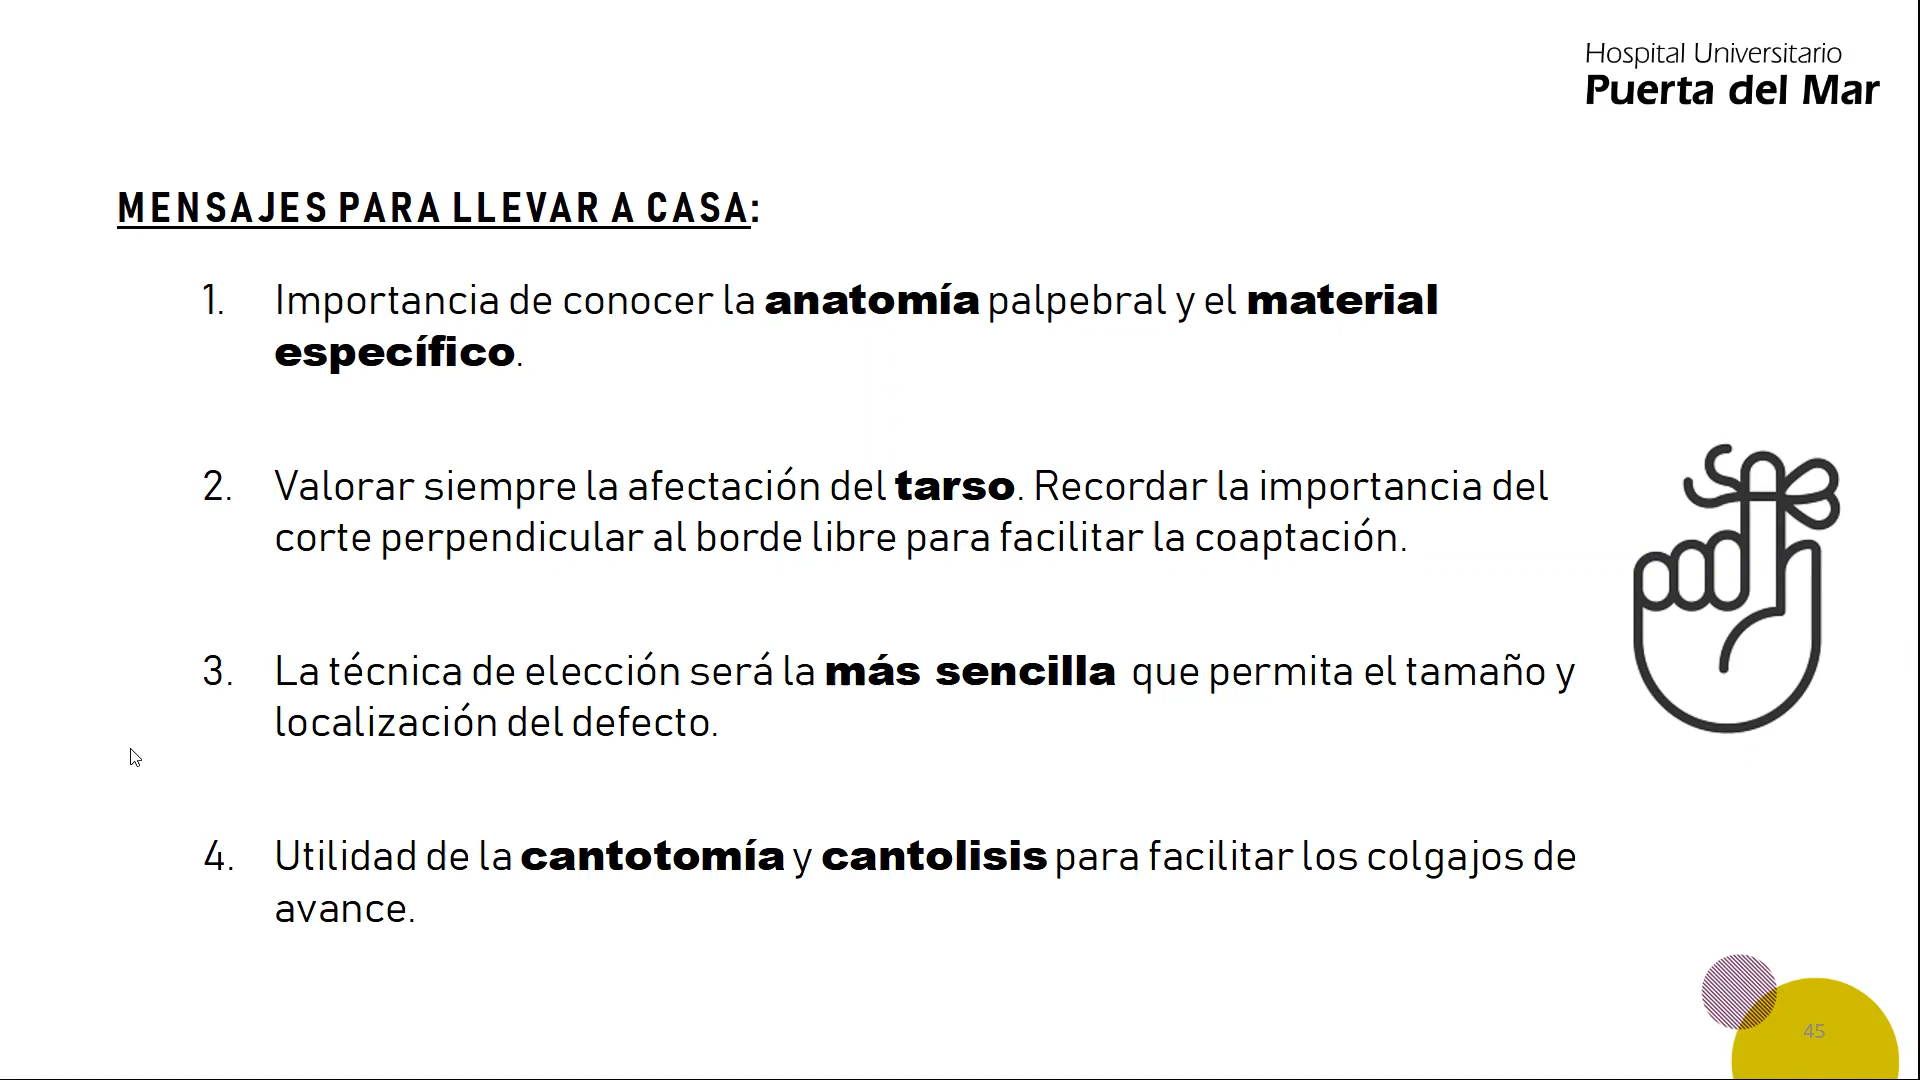 Hospital Universitario
Puerta del Mar
MENSAJES PARA LLEVAR A CASA:
1. Importancia de conocer la anatomía palpebral y el material
específico.
2. Valorar siempre la afectación del tarso. Recordar la importancia del
corte perpendicular al borde libre para facilitar la coaptación.
3. La técnica de elección será la más sencilla que permita el tamaño y
localización del defecto.
4. Utilidad de la cantotomía y cantolisis para facilitar los colgajos de
avance.
45